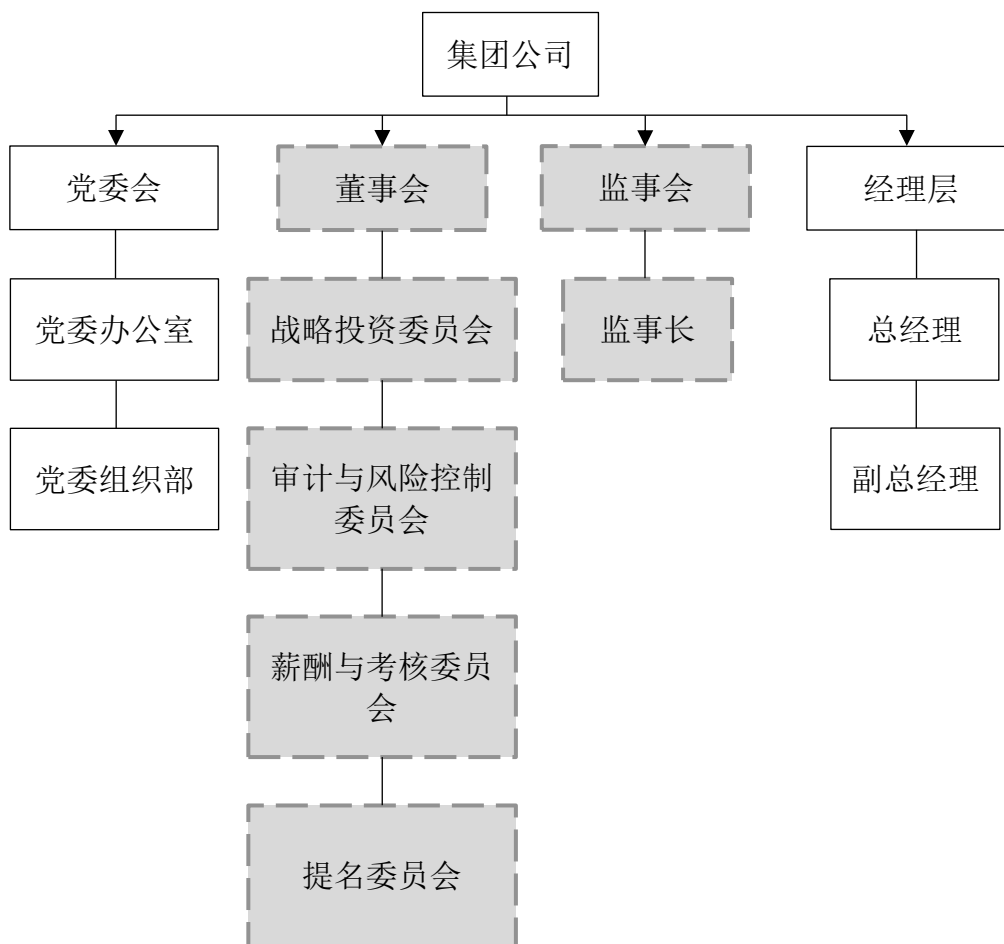 集团公司
党委会
董事会
监事会
经理层
党委办公室
战略投资委员会
监事长
总经理
党委组织部
审计与风险控制
委员会
副总经理
薪酬与考核委员
会
提名委员会